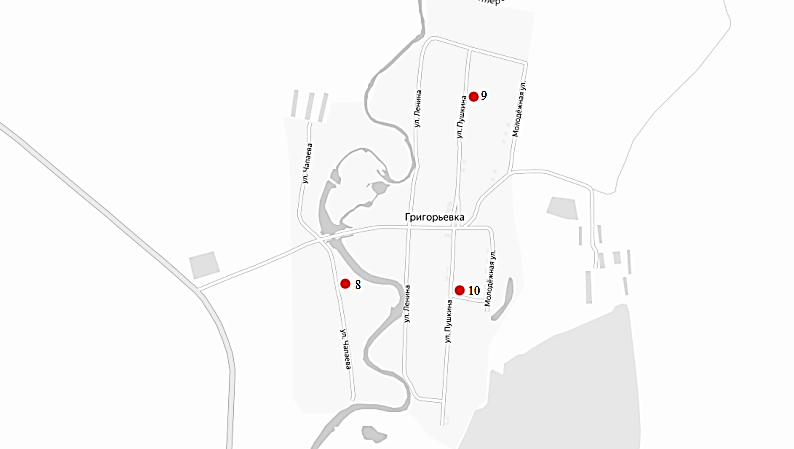 9
ул. Ленина
ул. Пушкина
Молодёжная ул.
ул. Чапаева
Григорьевка
8
10
Молодёжная ул.
ул. Ленина
ул. Пушкина
ул. Чапаева